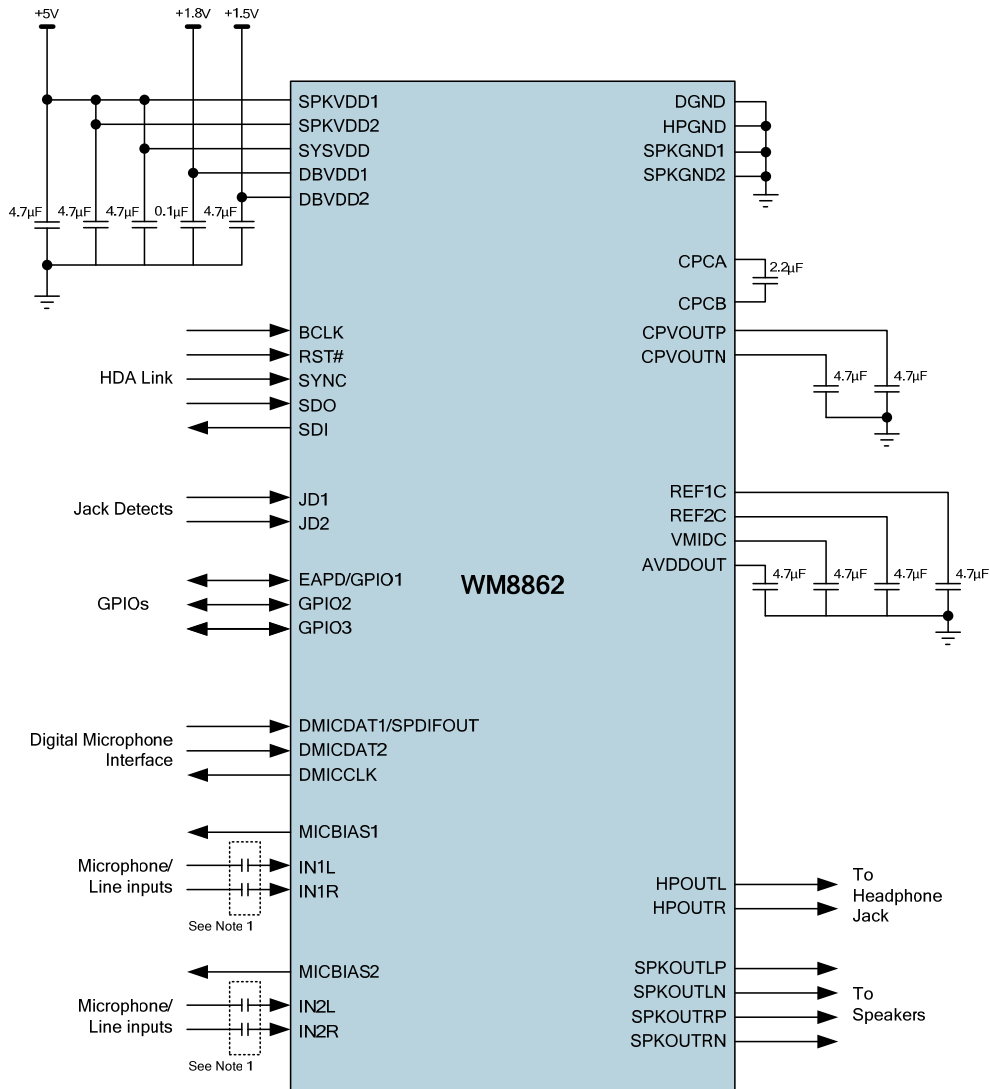 +5V
+1.8V
+1.5V
SPKVDD1
SPKVDD2
SYSVDD
DBVDD1
DBVDD2
4.7µF
4.7µF
4.7µF
0.1µF
4.7µF
DGND
HPGND
SPKGND1
SPKGND2
CPCA
2.2µF
CPCB
CPVOUTP
CPVOUTN
4.7µF
4.7µF
HDA Link
BCLK
RST#
SYNC
SDO
SDI
Jack Detects
JD1
JD2
REF1C
REF2C
VMIDC
AVDDOUT
4.7µF
4.7µF
4.7µF
4.7µF
GPIOs
EAPD/GPIO1
GPIO2
GPIO3
WM8862
Digital Microphone
Interface
DMICDAT1/SPDIFOUT
DMICDAT2
DMICCLK
MICBIAS1
Microphone/
Line inputs
IN1L
IN1R
See Note 1
HPOUTL
HPOUTR
To
Headphone
Jack
MICBIAS2
Microphone/
Line inputs
IN2L
IN2R
See Note 1
SPKOUTLP
SPKOUTLN
SPKOUTRP
SPKOUTRN
To
Speakers